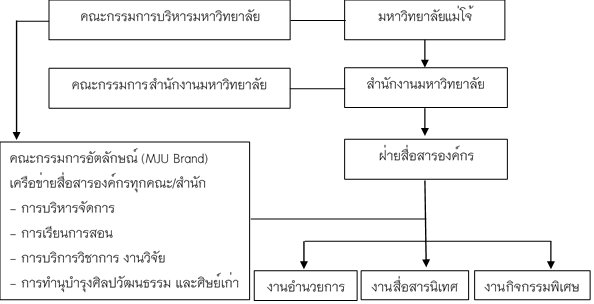 คณะกรรมการบริหารมหาวิทยาลัย
มหาวิทยาลัยแม่โจ้
คณะกรรมการสำนักงานมหาวิทยาลัย
สำนักงานมหาวิทยาลัย
คณะกรรมการอัตลักษณ์ (MJU Brand)
เครือข่ายสื่อสารองค์กรทุกคณะ/สำนัก
– การบริหารจัดการ
– การเรียนการสอน
– การบริการวิชาการ งานวิจัย
– การทำนุบำรุงศิลปวัฒนธรรม และศิษย์เก่า
ฝ่ายสื่อสารองค์กร
งานอำนวยการ
งานสื่อสารนิเทศ
งานกิจกรรมพิเศษ